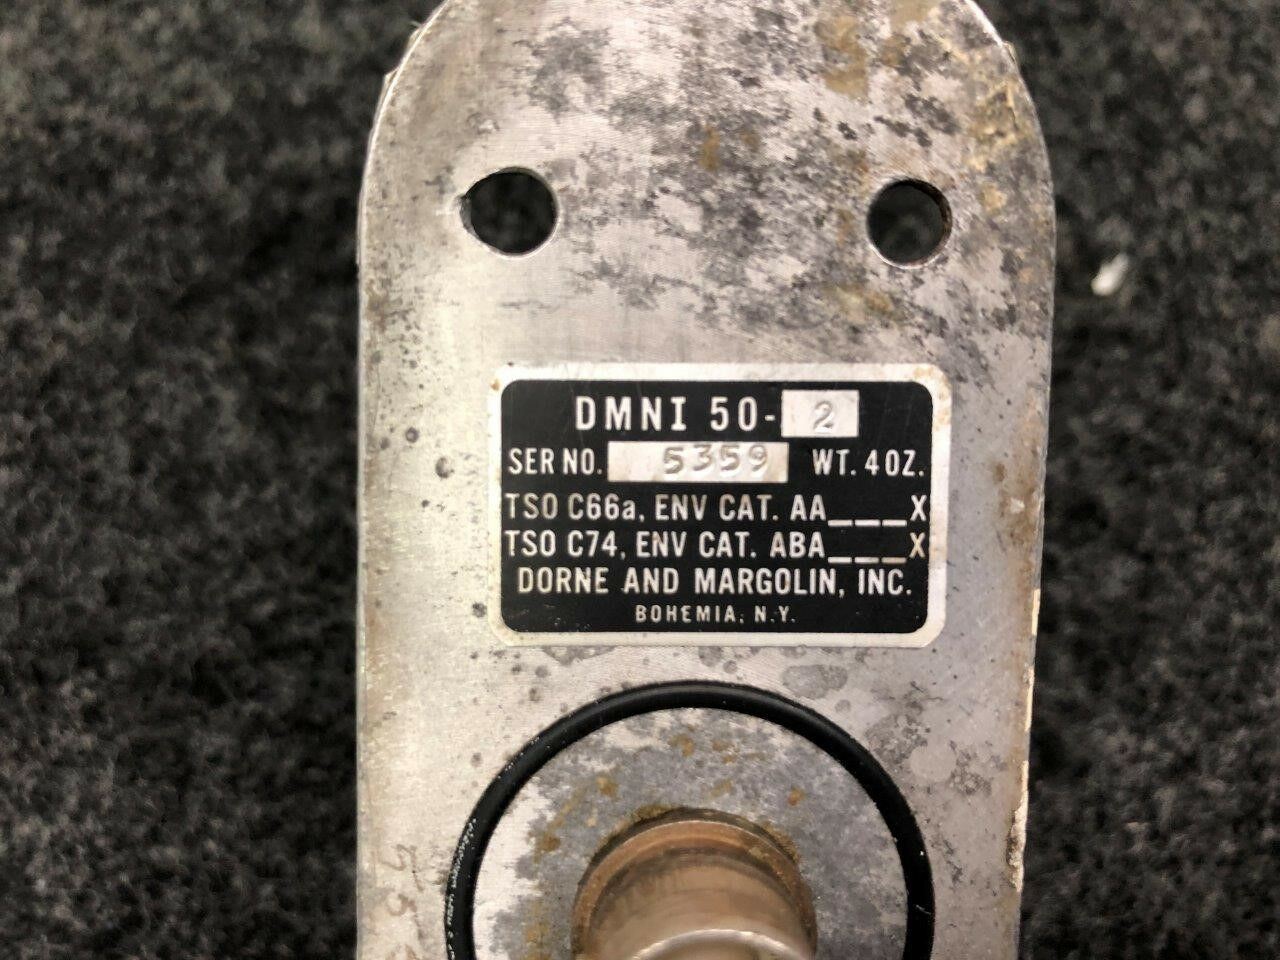 DMNI 50-2
SER NO. 5359 WT. 4 OZ.
TSO C66a, ENV CAT. AA___X
TSO C74, ENV CAT. ABA___X
DORNE AND MARGOLIN, INC.
BOHEMIA, N.Y.